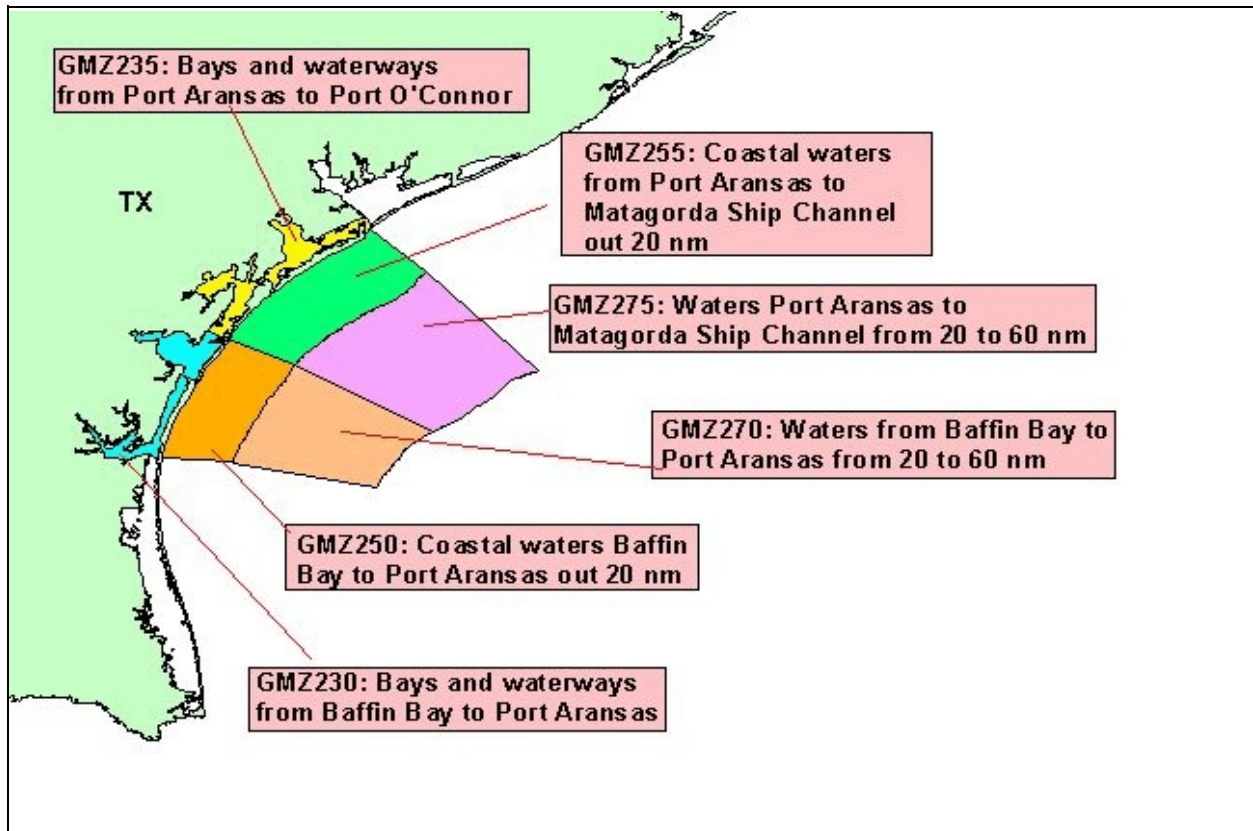 GMZ235: Bays and waterways
from Port Aransas to Port O'Connor
GMZ255: Coastal waters
from Port Aransas to
Matagorda Ship Channel
out 20 nm
TX
GMZ275: Waters Port Aransas to
Matagorda Ship Channel from 20 to 60 nm
GMZ270: Waters from Baffin Bay to
Port Aransas from 20 to 60 nm
GMZ250: Coastal waters Baffin
Bay to Port Aransas out 20 nm
GMZ230: Bays and waterways
from Baffin Bay to Port Aransas